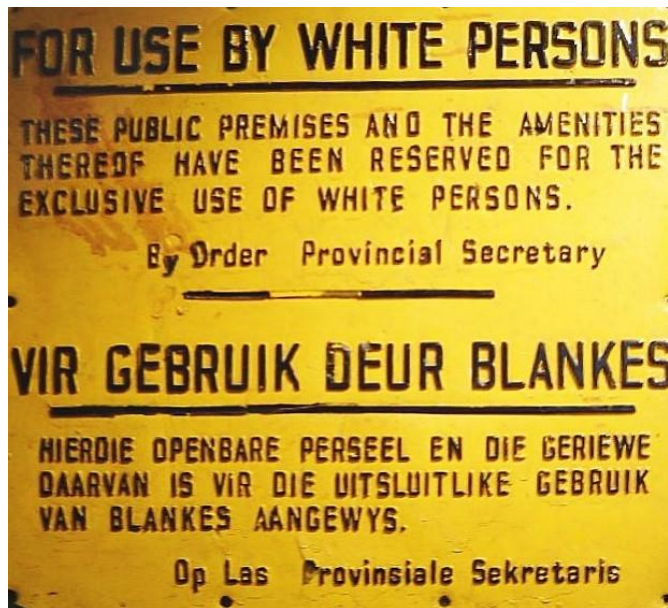 FOR USE BY WHITE PERSONS
THESE PUBLIC PREMISES AND THE AMENITIES
THEREOF HAVE BEEN RESERVED FOR THE
EXCLUSIVE USE OF WHITE PERSONS.
By Order Provincial Secretary
VIR GEBRUIK DEUR BLANKES
HIERDIE OPENBARE PERSEEL EN DIE GERIEWE
DAARVAN IS VIR DIE UITSLUITLIKE GEBRUIK
VAN BLANKES AANGEWYS.
Op Las Provinsiale Sekretaris